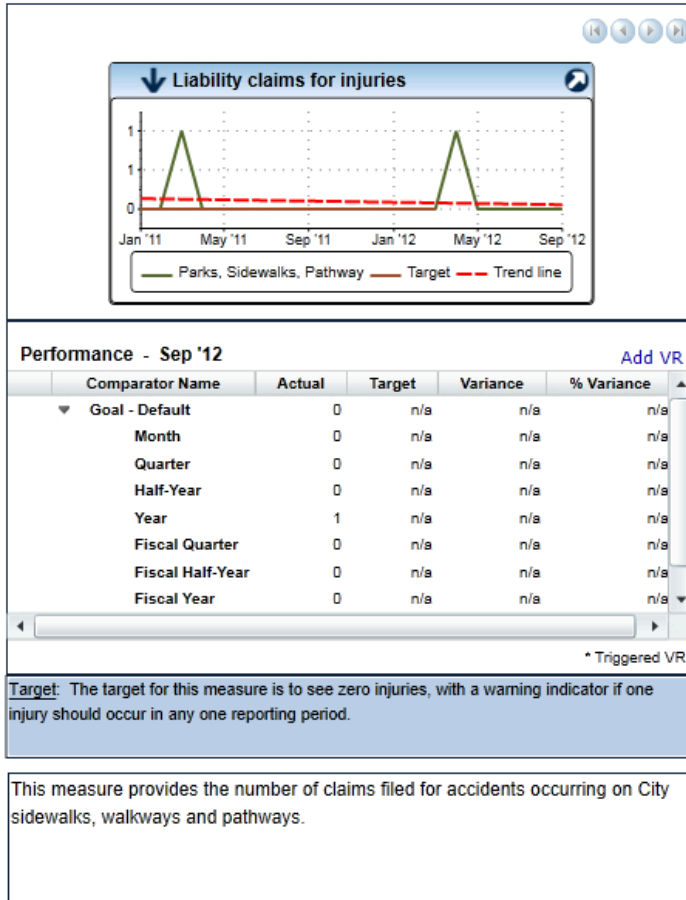 Liability claims for injuries
1
1
0
Jan '11 May '11 Sep '11 Jan '12 May '12 Sep '12
Parks, Sidewalks, Pathway Target Trend line
Performance - Sep '12
Add VR
Comparator Name Actual Target Variance % Variance
Goal - Default 0 n/a n/a n/a
Month 0 n/a n/a n/a
Quarter 0 n/a n/a n/a
Half-Year 0 n/a n/a n/a
Year 1 n/a n/a n/a
Fiscal Quarter 0 n/a n/a n/a
Fiscal Half-Year 0 n/a n/a n/a
Fiscal Year 0 n/a n/a n/a
* Triggered VR
Target: The target for this measure is to see zero injuries, with a warning indicator if one
injury should occur in any one reporting period.
This measure provides the number of claims filed for accidents occurring on City
sidewalks, walkways and pathways.